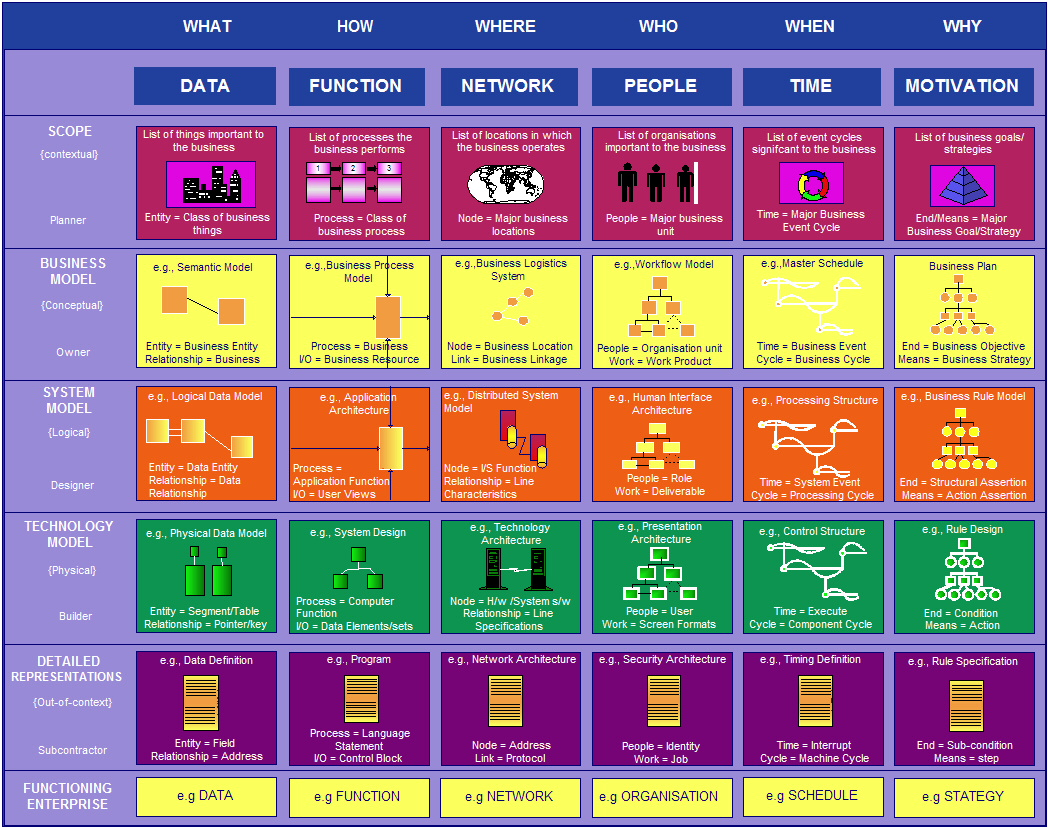 WHAT HOW WHERE WHO WHEN WHY
DATA FUNCTION NETWORK PEOPLE TIME MOTIVATION
SCOPE
{contextual}
Planner
List of things important to
the business
Entity = Class of business
things
List of processes the
business performs
1 2 3
Process = Class of
business process
List of locations in which
the business operates
Node = Major business
locations
List of organisations
important to the business
People = Major business
unit
List of event cycles
signifcant to the business
Time = Major Business
Event Cycle
List of business goals/
strategies
End/Means = Major
Business Goal/Strategy
BUSINESS
MODEL
{Conceptual}
Owner
e.g., Semantic Model
Entity = Business Entity
Relationship = Business
e.g.,Business Process
Model
Process = Business
I/O = Business Resource
e.g.,Business Logistics
System
Node = Business Location
Link = Business Linkage
e.g.,Workflow Model
People = Organisation unit
Work = Work Product
e.g.,Master Schedule
Time = Business Event
Cycle = Business Cycle
Business Plan
End = Business Objective
Means = Business Strategy
SYSTEM
MODEL
{Logical}
Designer
e.g., Logical Data Model
Entity = Data Entity
Relationship = Data
Relationship
e.g., Application
Architecture
Process =
Application Function
I/O = User Views
e.g., Distributed System
Model
Node = I/S Function
Relationship = Line
Characteristics
e.g., Human Interface
Architecture
People = Role
Work = Deliverable
e.g., Processing Structure
Time = System Event
Cycle = Processing Cycle
e.g., Business Rule Model
End = Structural Assertion
Means = Action Assertion
TECHNOLOGY
MODEL
{Physical}
Builder
e.g., Physical Data Model
Entity = Segment/Table
Relationship = Pointer/key
e.g., System Design
Process = Computer
Function
I/O = Data Elements/sets
e.g., Technology
Architecture
Node = H/w /System s/w
Relationship = Line
Specifications
e.g., Presentation
Architecture
People = User
Work = Screen Formats
e.g., Control Structure
Time = Execute
Cycle = Component Cycle
e.g., Rule Design
End = Condition
Means = Action
DETAILED
REPRESENTATIONS
{Out-of-context}
Subcontractor
e.g., Data Definition
Entity = Field
Relationship = Address
e.g., Program
Process = Language
Statement
I/O = Control Block
e.g., Network Architecture
Node = Address
Link = Protocol
e.g., Security Architecture
People = Identity
Work = Job
e.g., Timing Definition
Time = Interrupt
Cycle = Machine Cycle
e.g., Rule Specification
End = Sub-condition
Means = step
FUNCTIONING
ENTERPRISE
e.g DATA
e.g FUNCTION
e.g NETWORK
e.g ORGANISATION
e.g SCHEDULE
e.g STATEGY